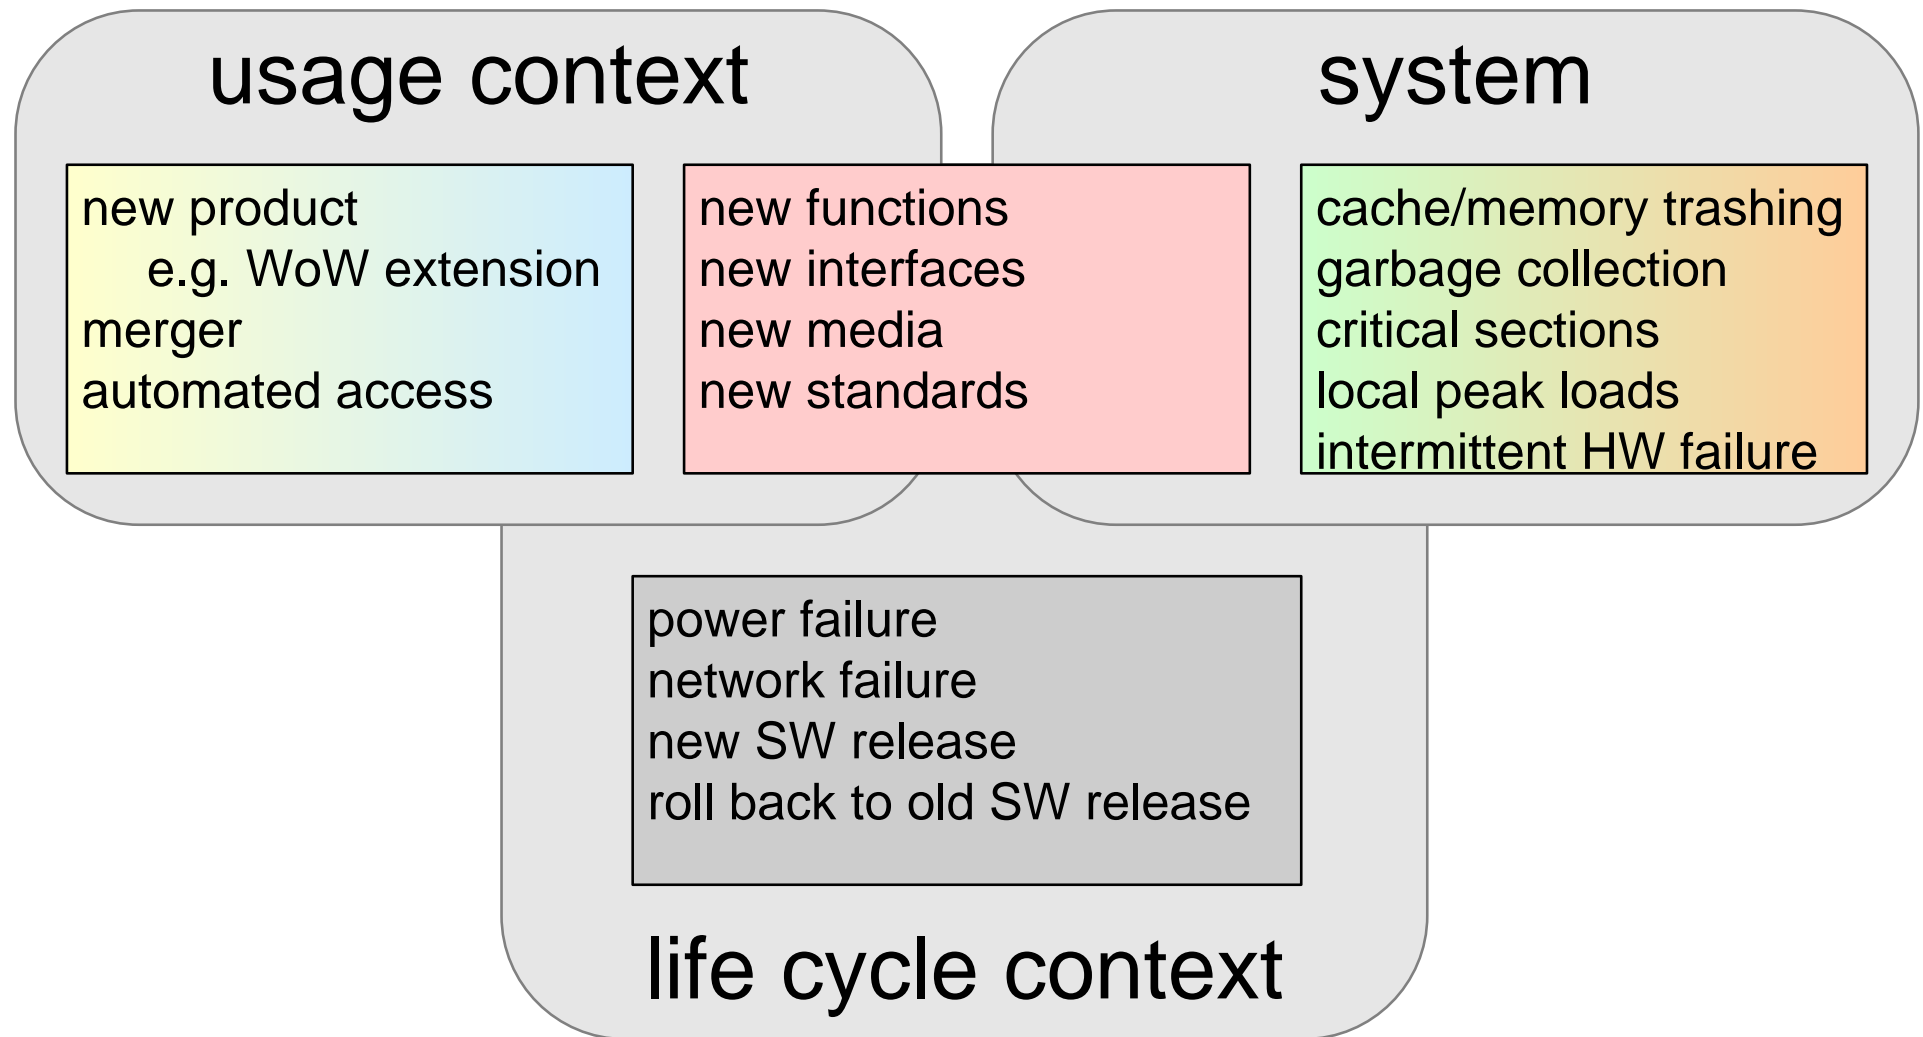 usage context
new product
e.g. WoW extension
merger
automated access
new functions
new interfaces
new media
new standards
system
cache/memory trashing
garbage collection
critical sections
local peak loads
intermittent HW failure
power failure
network failure
new SW release
roll back to old SW release
life cycle context